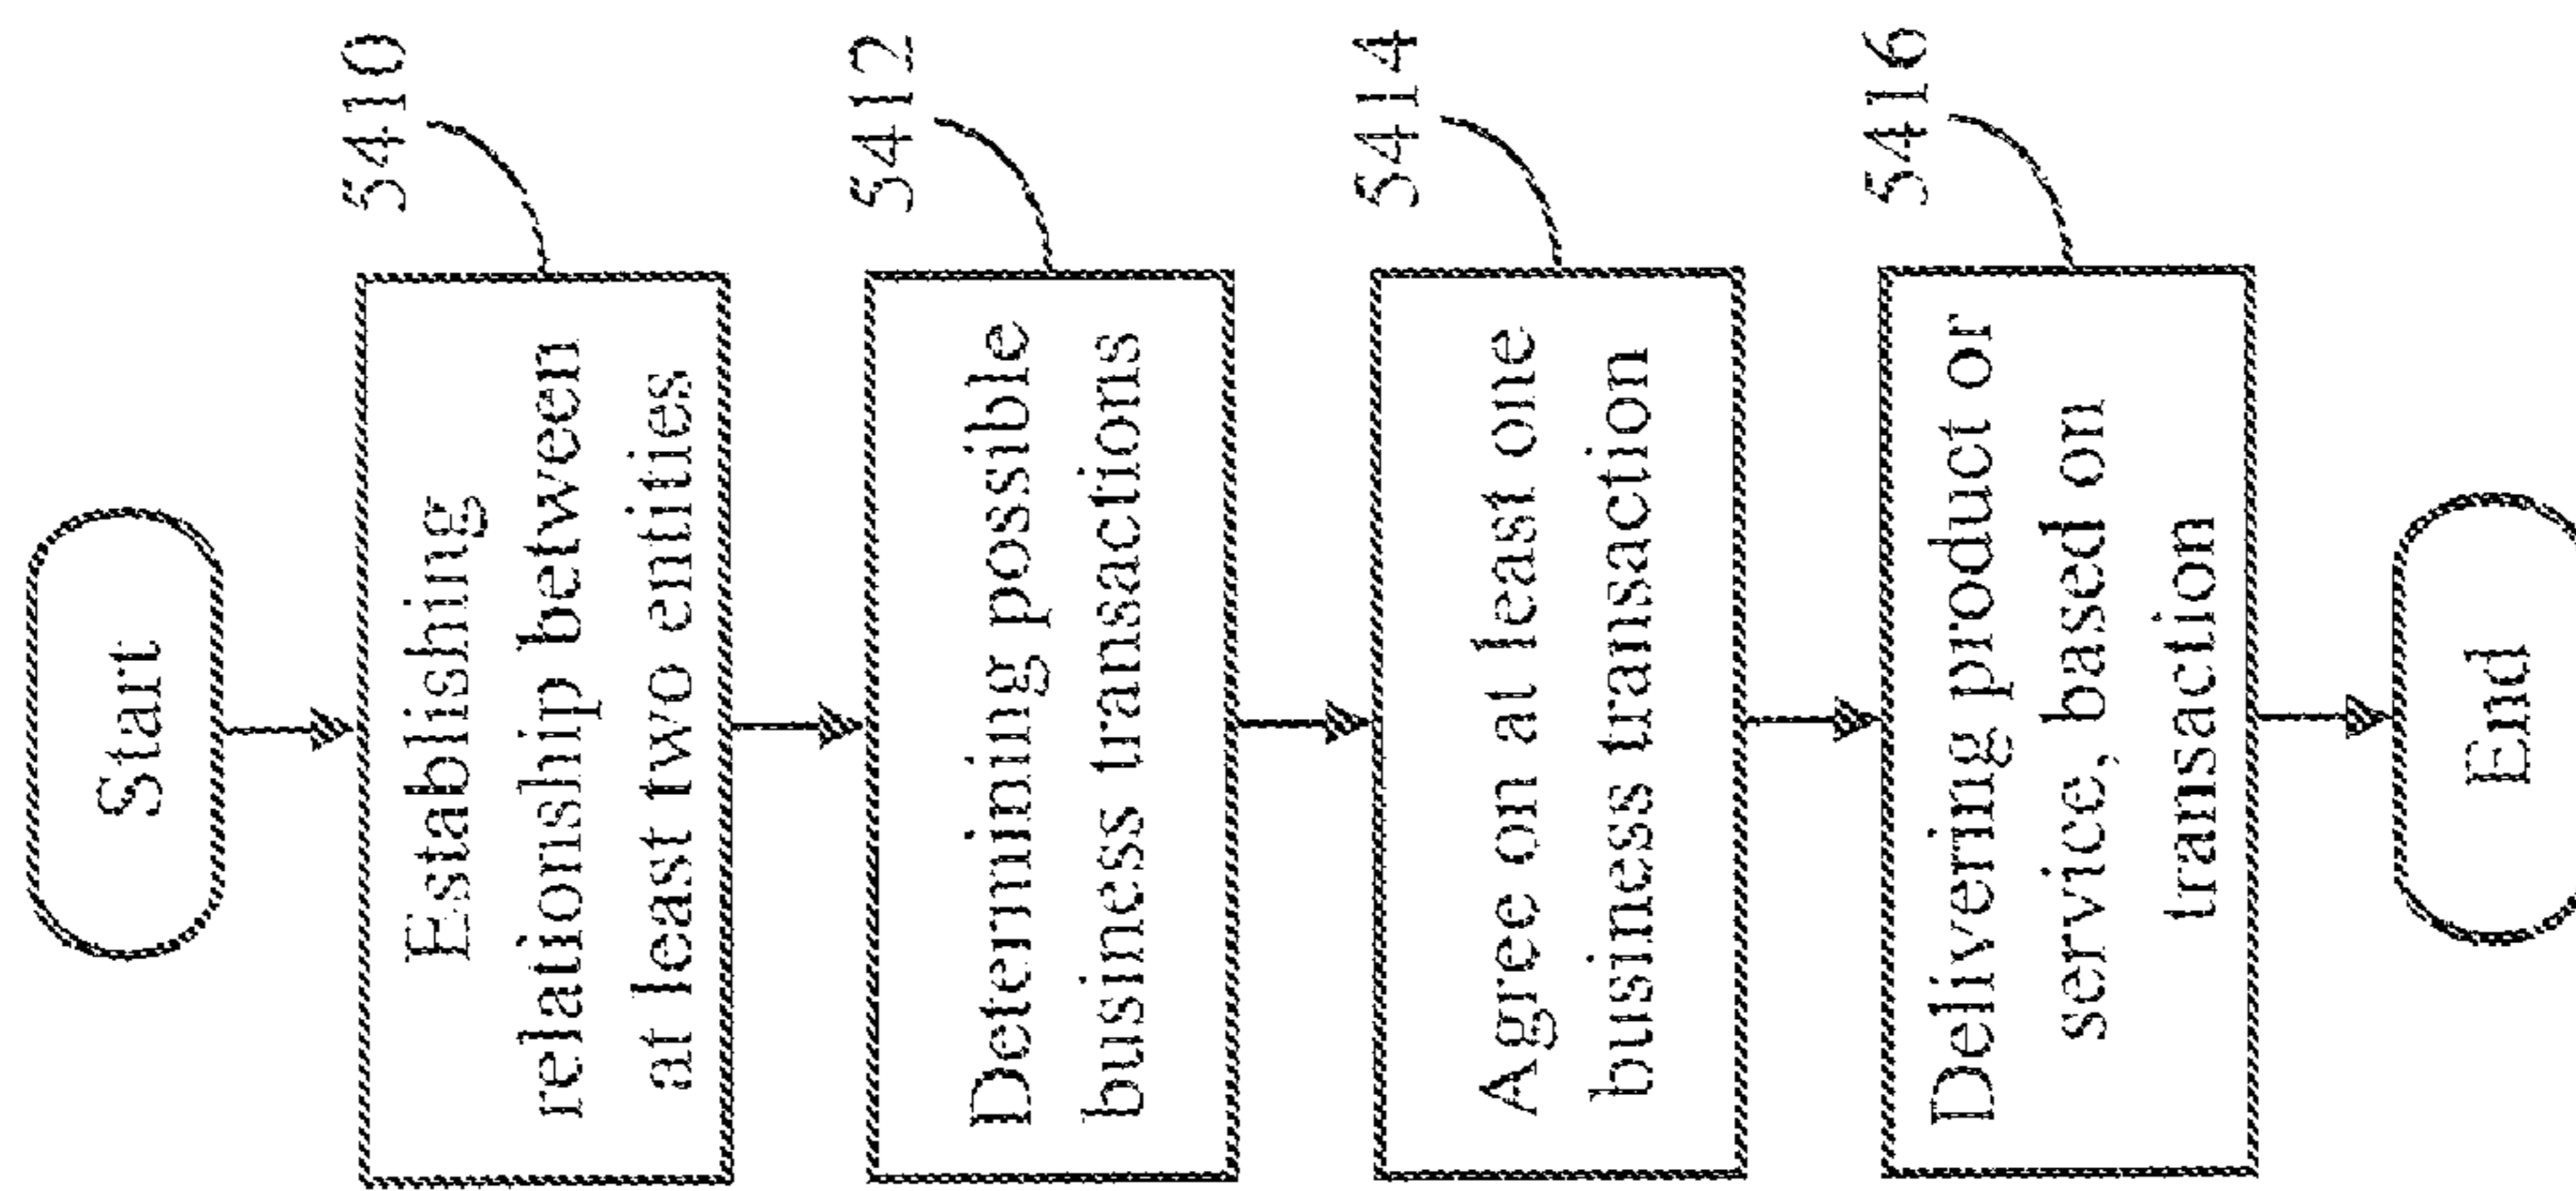 Start
5410
Establishing
relationship between
at least two entities
5412
Determining possible
business transactions
5414
Agree on at least one
business transaction
5416
Delivering product or
service, based on
transaction
End